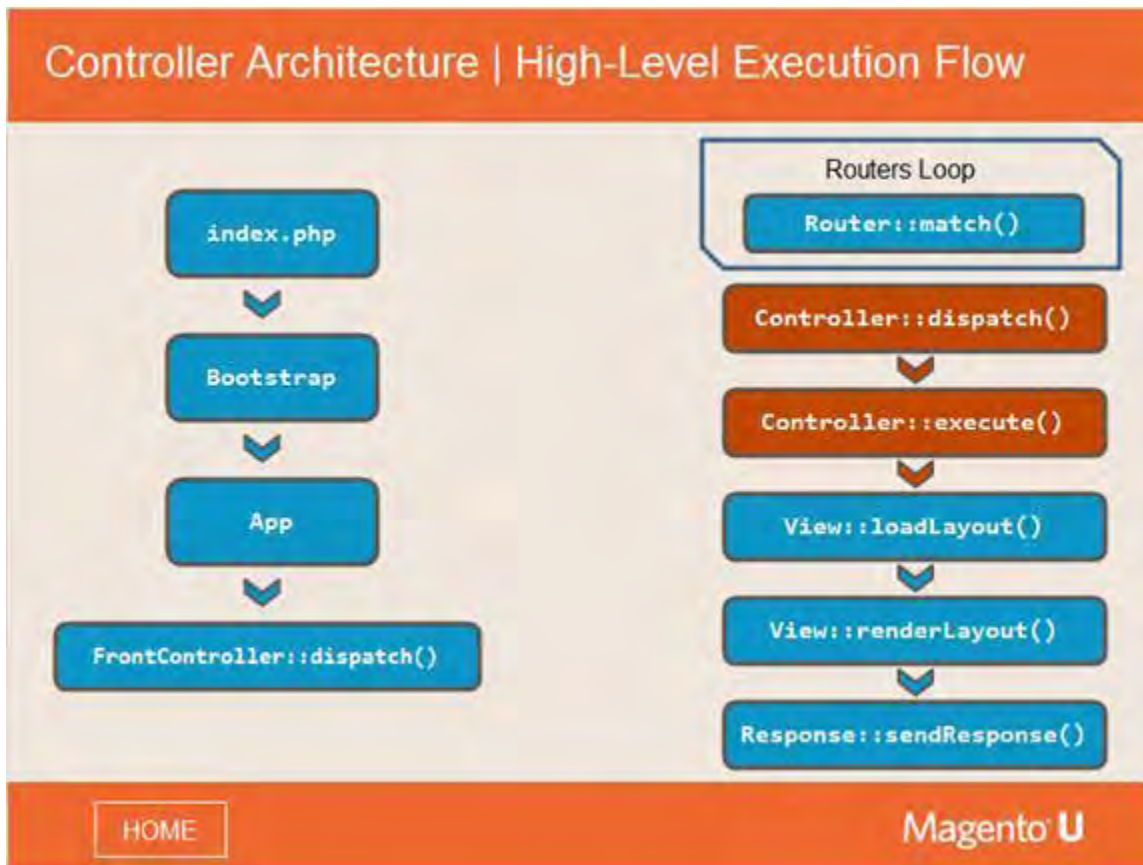 Controller Architecture | High-Level Execution Flow
index.php
Bootstrap
App
FrontController::dispatch()
Routers Loop
Router::match()
Controller::dispatch()
Controller::execute()
View::loadLayout()
View::renderLayout()
Response::sendResponse()
HOME
Magento U